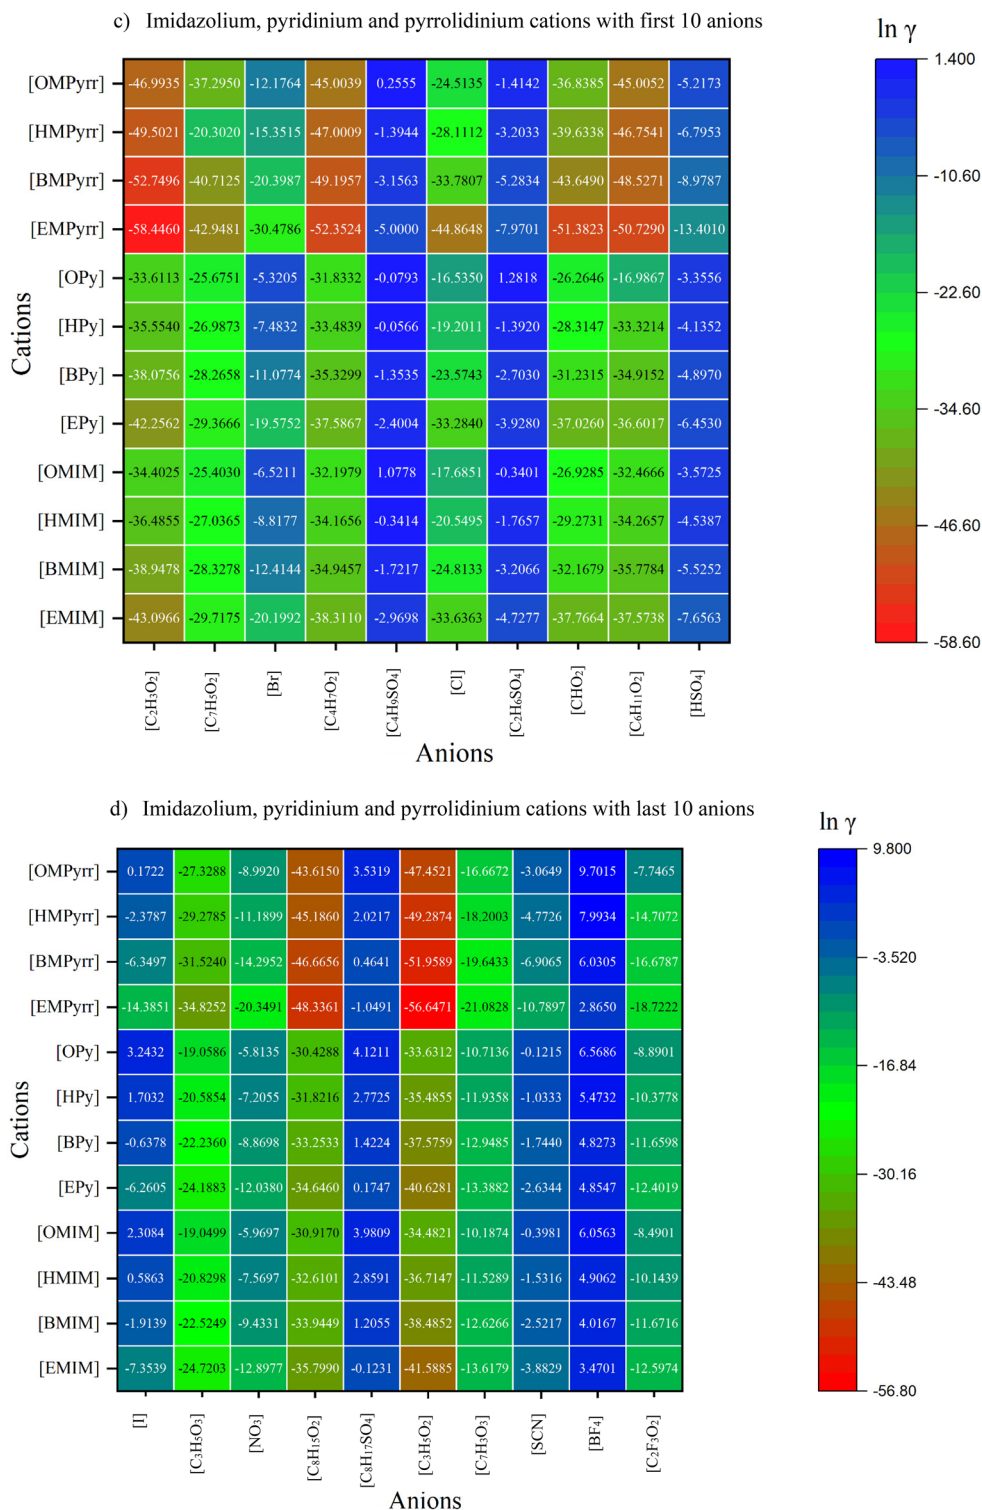 c) Imidazolium, pyridinium and pyrrolidinium cations with first 10 anions
ln γ
[OMPyrr] -46.9935 -37.2950 -12.1764 -45.0039 0.2555 -24.5135 -1.4142 -36.8385 -45.0052 -5.2173
[HMPyrr] -49.5021 -20.3020 -15.3515 -47.0009 -1.3944 -28.1112 -3.2033 -39.6338 -46.7541 -6.7953
[BMPyrr] -52.7496 -40.7125 -20.3987 -49.1957 -3.1563 -33.7807 -5.2834 -43.6490 -48.5271 -8.9787
[EMPyrr] -58.4460 -42.9481 -30.4786 -52.3524 -5.0000 -44.8648 -7.9701 -51.3823 -50.7290 -13.4010
[OPy] -33.6113 -25.6751 -5.3205 -31.8332 -0.0793 -16.5350 1.2818 -26.2646 -16.9867 -3.3556
[HPy] -35.5540 -26.9873 -7.4832 -33.4839 -0.0566 -19.2011 -1.3920 -28.3147 -33.3214 -4.1352
[BPy] -38.0756 -28.2658 -11.0774 -35.3299 -1.3535 -23.5743 -2.7030 -31.2315 -34.9152 -4.8970
[EPy] -42.2562 -29.3666 -19.5752 -37.5867 -2.4004 -33.2840 -3.9280 -37.0260 -36.6017 -6.4530
[OMIM] -34.4025 -25.4030 -6.5211 -32.1979 1.0778 -17.6851 -0.3401 -26.9285 -32.4666 -3.5725
[HMIM] -36.4855 -27.0365 -8.8177 -34.1656 -0.3414 -20.5495 -1.7657 -29.2731 -34.2657 -4.5387
[BMIM] -38.9478 -28.3278 -12.4144 -34.9457 -1.7217 -24.8133 -3.2066 -32.1679 -35.7784 -5.5252
[EMIM] -43.0966 -29.7175 -20.1992 -38.3110 -2.9698 -33.6363 -4.7277 -37.7664 -37.5738 -7.6563
Cations
[C₂H₃O₂] [C₇H₅O₂] [Br] [C₄H₇O₂] [C₄H₉SO₄] [Cl] [C₂H₆SO₄] [CHO₂] [C₆H₁₁O₂] [HSO₄]
Anions
1.400
-10.60
-22.60
-34.60
-46.60
-58.60
d) Imidazolium, pyridinium and pyrrolidinium cations with last 10 anions
ln γ
[OMPyrr] 0.1722 -27.3288 -8.9920 -43.6150 3.5319 -47.4521 -16.6672 -3.0649 9.7015 -7.7465
[HMPyrr] -2.3787 -29.2785 -11.1899 -45.1860 2.0217 -49.2874 -18.2003 -4.7726 7.9934 -14.7072
[BMPyrr] -6.3497 -31.5240 -14.2952 -46.6656 0.4641 -51.9589 -19.6433 -6.9065 6.0305 -16.6787
[EMPyrr] -14.3851 -34.8252 -20.3491 -48.3361 -1.0491 -56.6471 -21.0828 -10.7897 2.8650 -18.7222
[OPy] 3.2432 -19.0586 -5.8135 -30.4288 4.1211 -33.6312 -10.7136 -0.1215 6.5686 -8.8901
[HPy] 1.7032 -20.5854 -7.2055 -31.8216 2.7725 -35.4855 -11.9358 -1.0333 5.4732 -10.3778
[BPy] -0.6378 -22.2360 -8.8698 -33.2533 1.4224 -37.5759 -12.9485 -1.7440 4.8273 -11.6598
[EPy] -6.2605 -24.1883 -12.0380 -34.6460 0.1747 -40.6281 -13.3882 -2.6344 4.8547 -12.4019
[OMIM] 2.3084 -19.0499 -5.9697 -30.9170 3.9809 -34.4821 -10.1874 -0.3981 6.0563 -8.4901
[HMIM] 0.5863 -20.8298 -7.5697 -32.6101 2.8591 -36.7147 -11.5289 -1.5316 4.9062 -10.1439
[BMIM] -1.9139 -22.5249 -9.4331 -33.9449 1.2055 -38.4852 -12.6266 -2.5217 4.0167 -11.6716
[EMIM] -7.3539 -24.7203 -12.8977 -35.7990 -0.1231 -41.5885 -13.6179 -3.8829 3.4701 -12.5974
Cations
[I] [C₃H₅O₃] [NO₃] [C₈H₁₅O₂] [C₈H₁₇SO₄] [C₃H₅O₂] [C₇H₃O₃] [SCN] [BF₄] [C₂F₃O₂]
Anions
9.800
-3.520
-16.84
-30.16
-43.48
-56.80